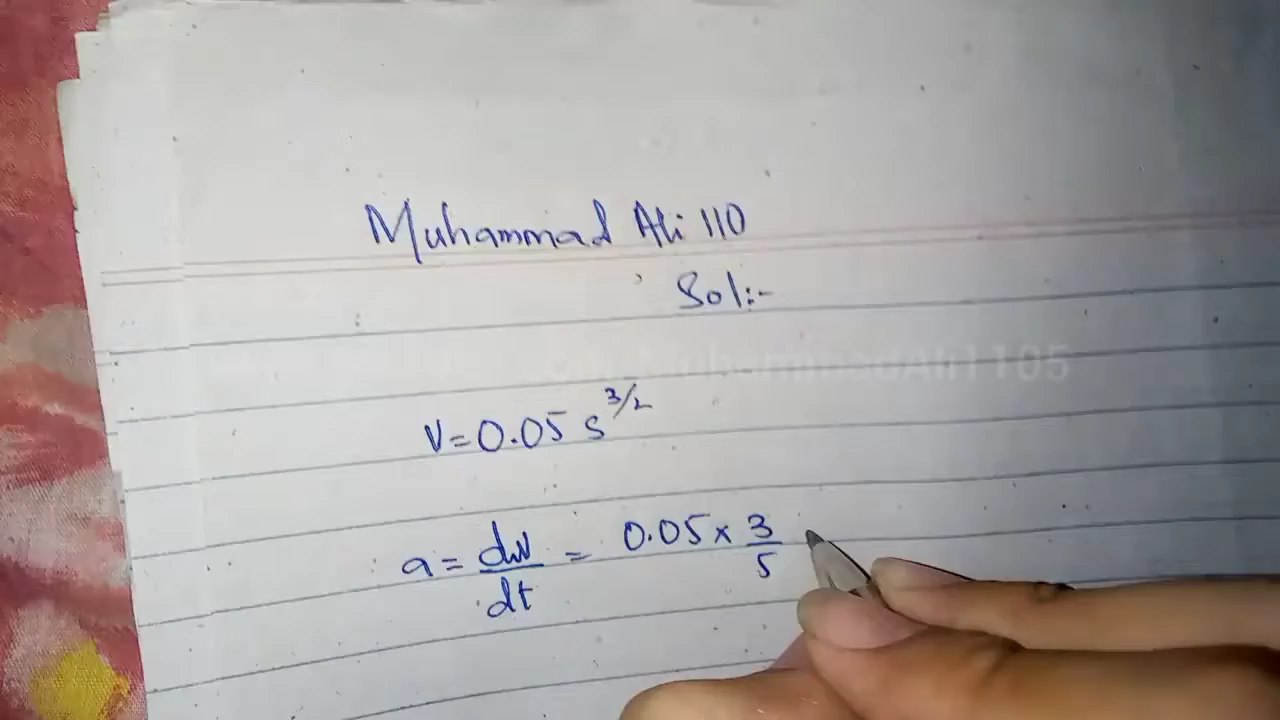 Muhammad Ali 110
Sol:-
V=0.05 s^3/2
a = dv/dt = 0.05 × 3/5